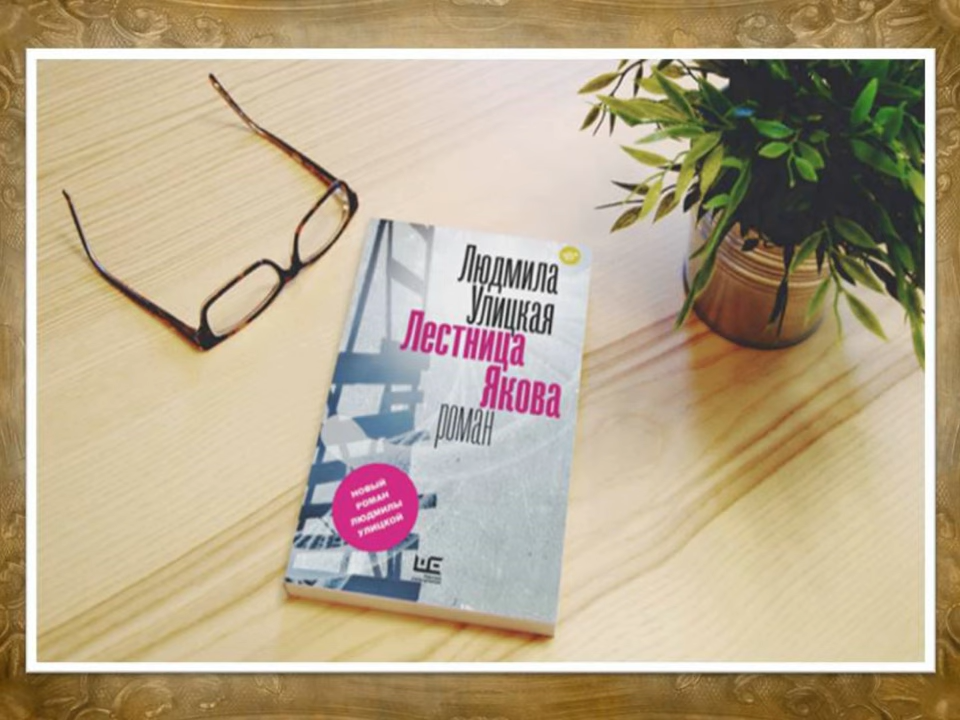 Людмила
Улицкая
Лестница
Якова
роман
НОВЫЙ
РОМАН
ЛЮДМИЛЫ
УЛИЦКОЙ